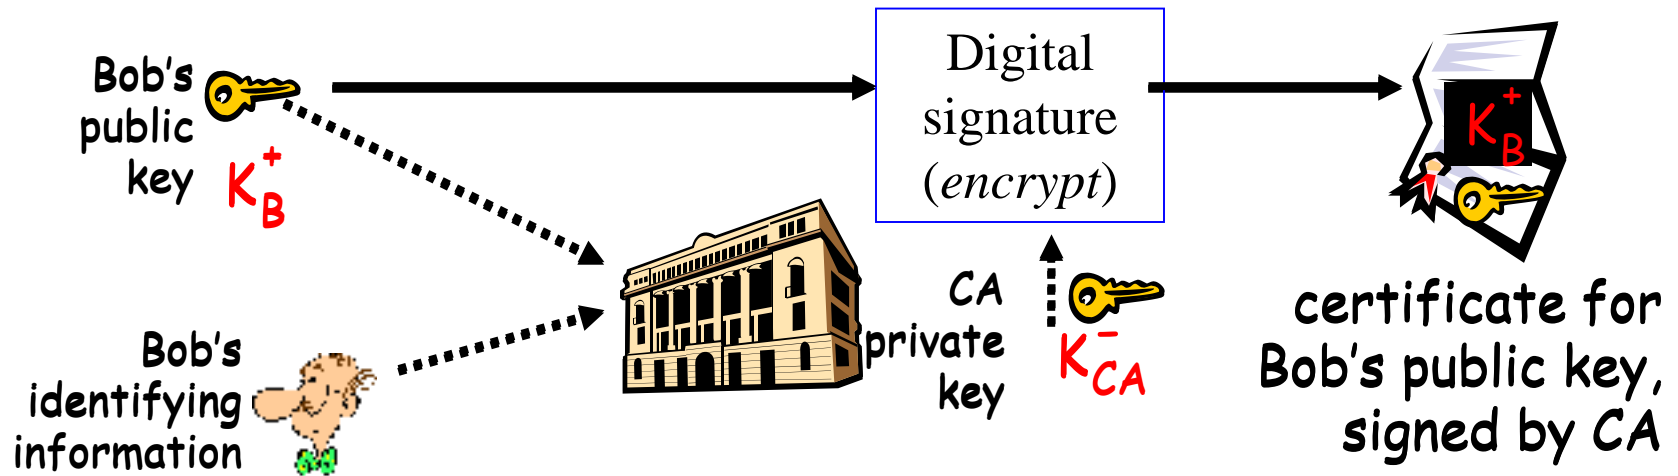 Bob's
public
key
K+B
Digital
signature
(encrypt)
K+B
Bob's
identifying
information
CA
private
key
K-CA
certificate for
Bob's public key,
signed by CA